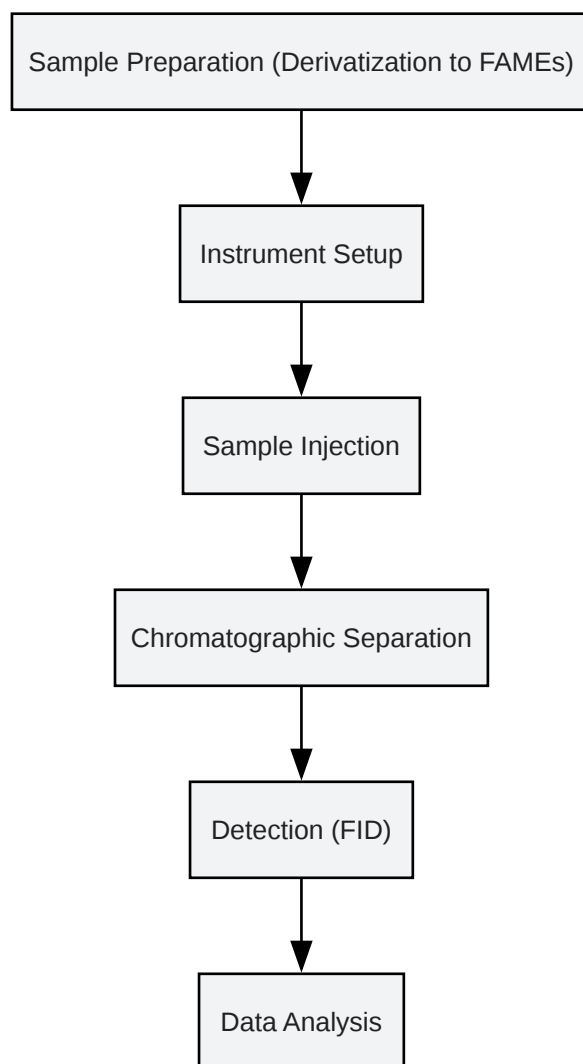 Sample Preparation (Derivatization to FAMEs)
Instrument Setup
Sample Injection
Chromatographic Separation
Detection (FID)
Data Analysis